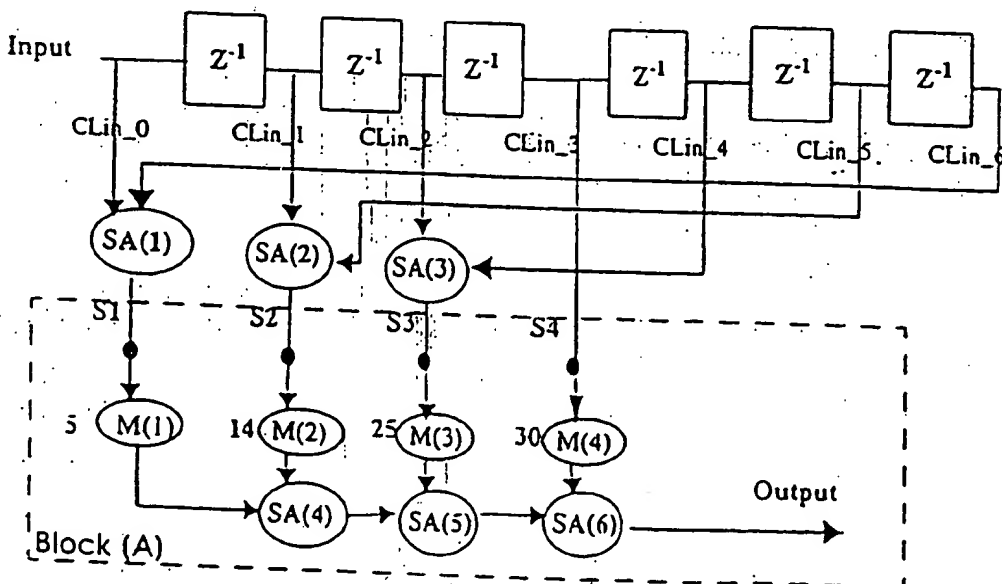 Input
Z⁻¹ Z⁻¹ Z⁻¹ Z⁻¹ Z⁻¹ Z⁻¹
CLin_0 CLin_1 CLin_2 CLin_3 CLin_4 CLin_5 CLin_6
SA(1) SA(2) SA(3)
S1 S2 S3 S4
5 M(1) 14 M(2) 25 M(3) 30 M(4)
Output
SA(4) SA(5) SA(6)
Block (A)